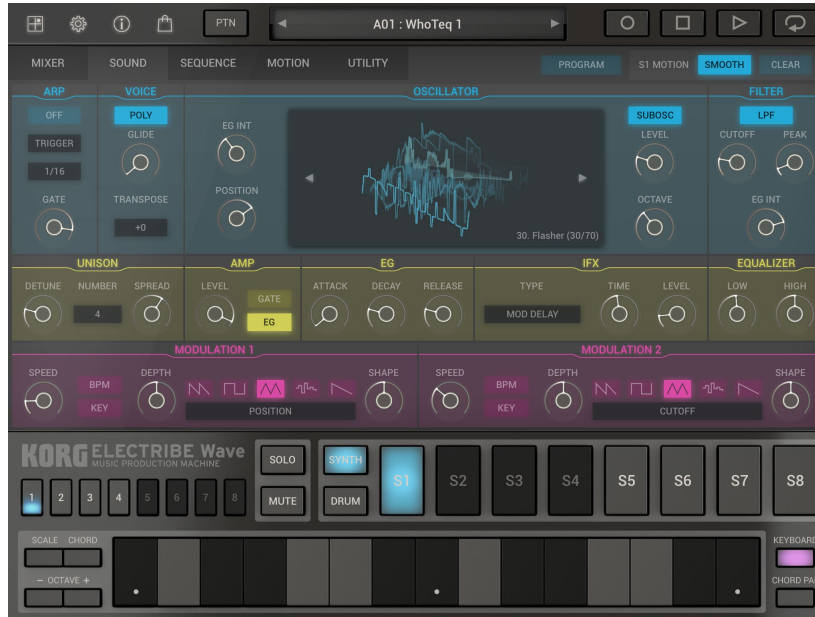 PTN
A01 : WhoTeq 1
MIXER SOUND SEQUENCE MOTION UTILITY PROGRAM S1 MOTION SMOOTH CLEAR
ARP VOICE OSCILLATOR FILTER
OFF POLY SUBOSC LPF
EG INT
TRIGGER GLIDE LEVEL CUTOFF PEAK
1/16
POSITION
GATE TRANSPOSE OCTAVE EG INT
+0
30. Flasher (30/70)
UNISON AMP EG IFX EQUALIZER
DETUNE NUMBER SPREAD LEVEL ATTACK DECAY RELEASE TYPE TIME LEVEL LOW HIGH
GATE
4 EG MOD DELAY
MODULATION 1 MODULATION 2
SPEED DEPTH SHAPE SPEED DEPTH SHAPE
BPM BPM
KEY POSITION KEY CUTOFF
KORG ELECTRIBE Wave
MUSIC PRODUCTION MACHINE
SOLO SYNTH S1 S2 S3 S4 S5 S6 S7 S8
1 2 3 4 5 6 7 8 MUTE DRUM
SCALE CHORD KEYBOARD
− OCTAVE + CHORD PA